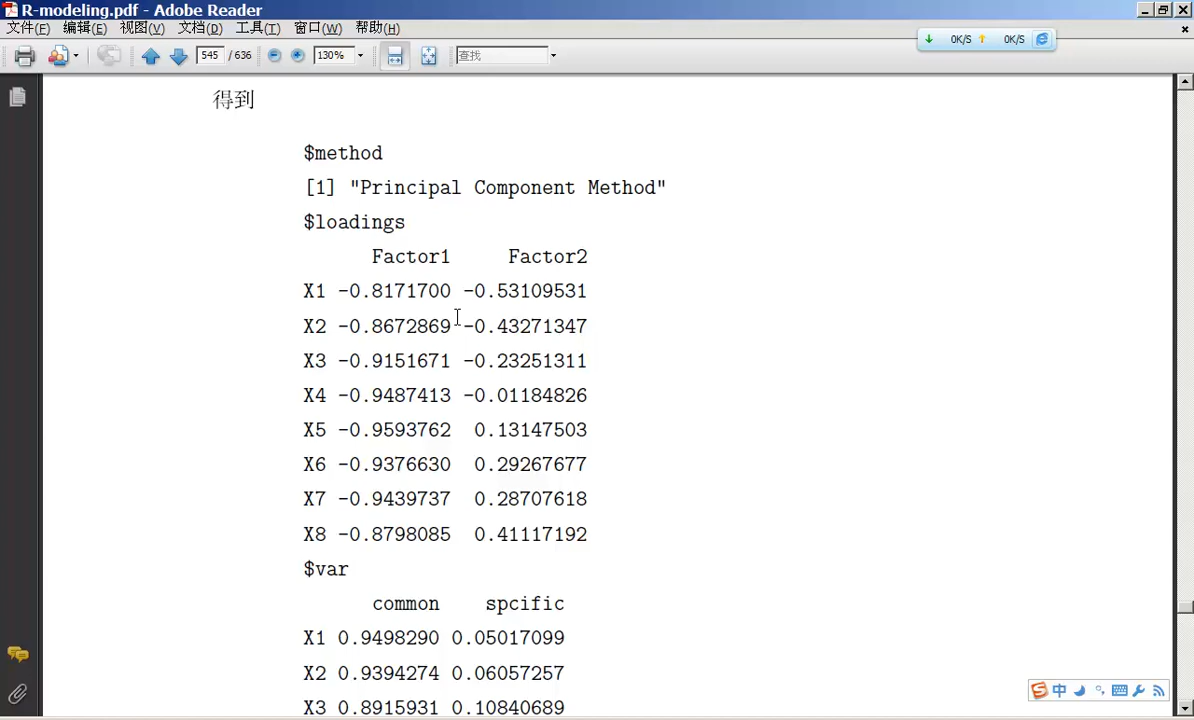 R-modeling.pdf - Adobe Reader
文件(F) 编辑(E) 视图(V) 文档(D) 工具(T) 窗口(W) 帮助(H)
0K/S 0K/S
545 / 636 130% 查找
得到
$method
[1] "Principal Component Method"
$loadings
Factor1 Factor2
X1 -0.8171700 -0.53109531
X2 -0.8672869 -0.43271347
X3 -0.9151671 -0.23251311
X4 -0.9487413 -0.01184826
X5 -0.9593762 0.13147503
X6 -0.9376630 0.29267677
X7 -0.9439737 0.28707618
X8 -0.8798085 0.41117192
$var
common spcific
X1 0.9498290 0.05017099
X2 0.9394274 0.06057257
X3 0.8915931 0.10840689
中